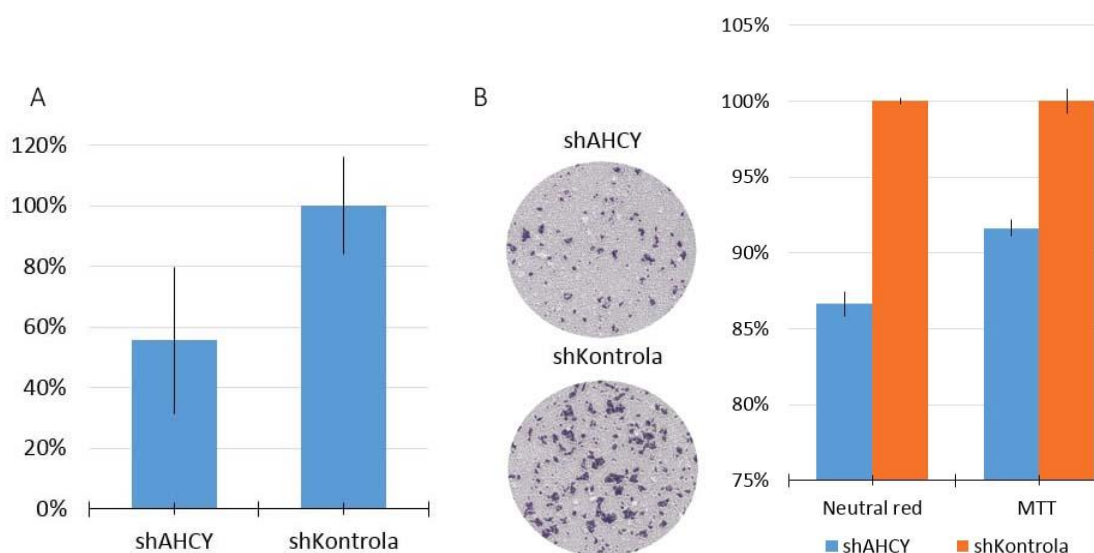 A
120%
100%
80%
60%
40%
20%
0%
shAHCY shKontrola
B
shAHCY
shKontrola
105%
100%
95%
90%
85%
80%
75%
Neutral red MTT
shAHCY shKontrola